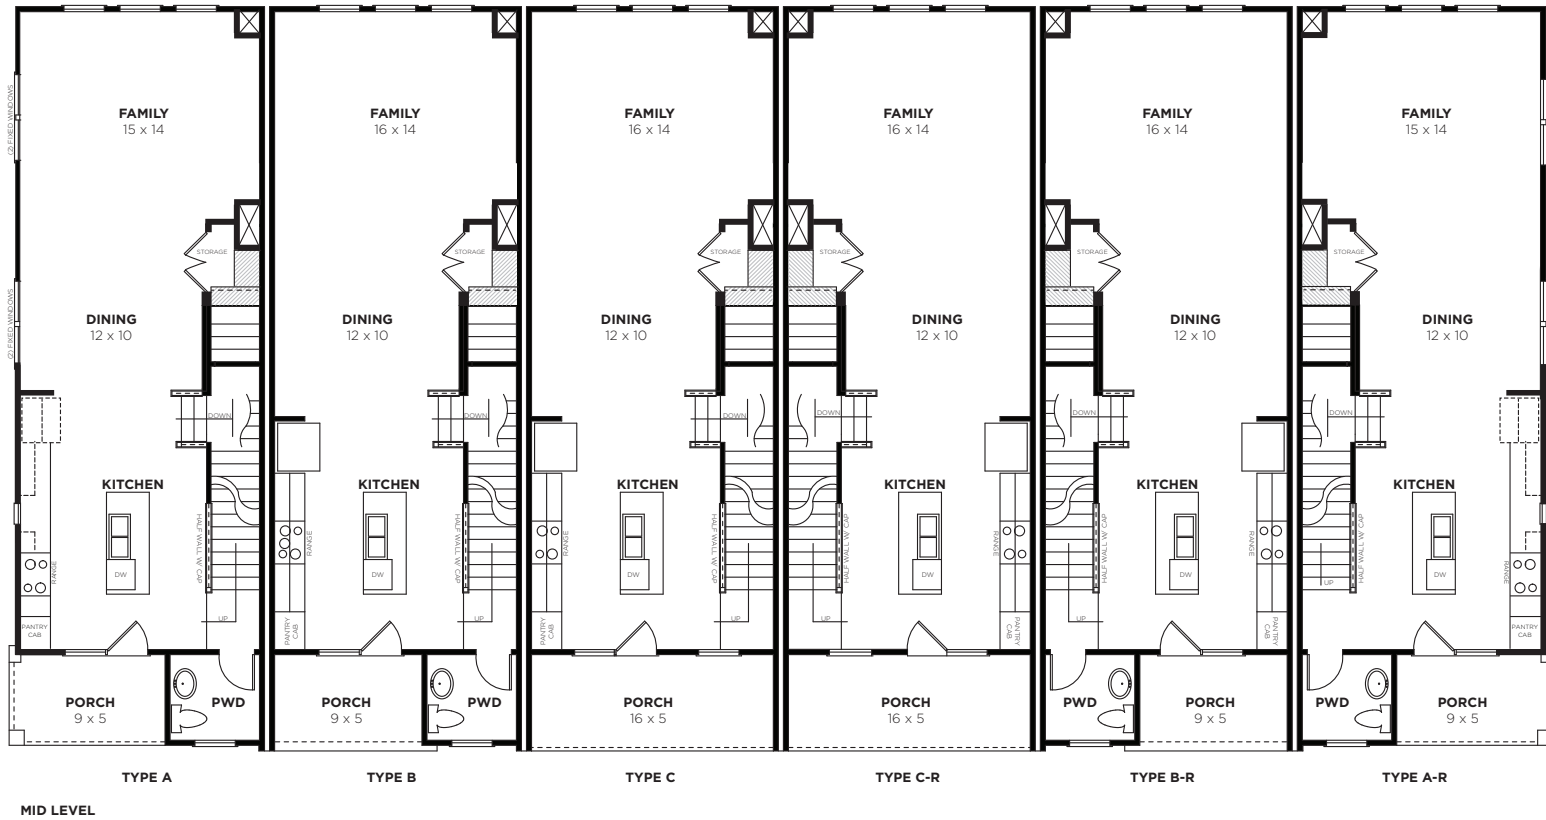 FAMILY
15 x 14
(2) FIXED WINDOWS
STORAGE
(2) FIXED WINDOWS
DINING
12 x 10
DOWN
KITCHEN
HALF WALL W/ CAP
DW
RANGE
PANTRY
CAB
UP
PORCH
9 x 5
PWD
TYPE A
FAMILY
16 x 14
STORAGE
DINING
12 x 10
DOWN
KITCHEN
HALF WALL W/ CAP
RANGE
DW
PANTRY
CAB
UP
PORCH
9 x 5
PWD
TYPE B
FAMILY
16 x 14
STORAGE
DINING
12 x 10
DOWN
KITCHEN
HALF WALL W/ CAP
RANGE
DW
PANTRY
CAB
UP
PORCH
16 x 5
TYPE C
FAMILY
16 x 14
STORAGE
DINING
12 x 10
DOWN
KITCHEN
HALF WALL W/ CAP
RANGE
DW
PANTRY
CAB
UP
PORCH
16 x 5
TYPE C-R
FAMILY
16 x 14
STORAGE
DINING
12 x 10
DOWN
KITCHEN
HALF WALL W/ CAP
RANGE
DW
PANTRY
CAB
UP
PWD
PORCH
9 x 5
TYPE B-R
FAMILY
15 x 14
STORAGE
DINING
12 x 10
DOWN
KITCHEN
HALF WALL W/ CAP
RANGE
DW
UP
PANTRY
CAB
PWD
PORCH
9 x 5
TYPE A-R
MID LEVEL